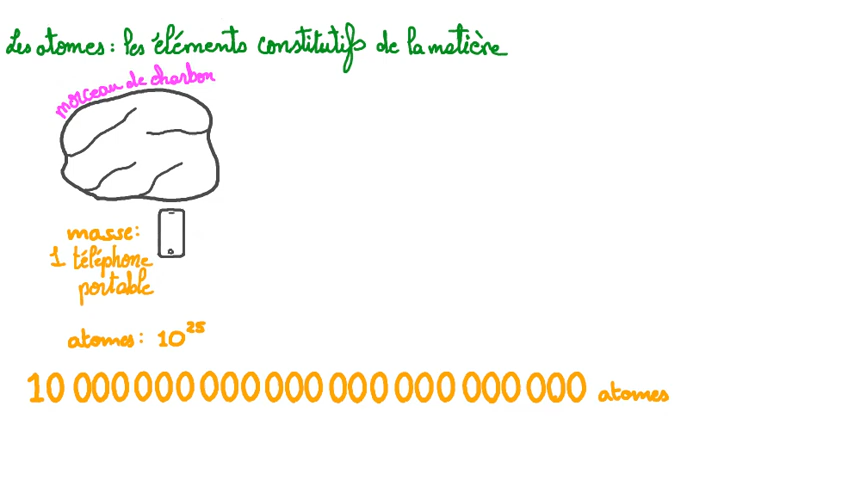 Les atomes : les éléments constitutifs de la matière
morceau de charbon
masse :
1 téléphone
portable
atomes : 10²⁵
10 000 000 000 000 000 000 000 000 atomes